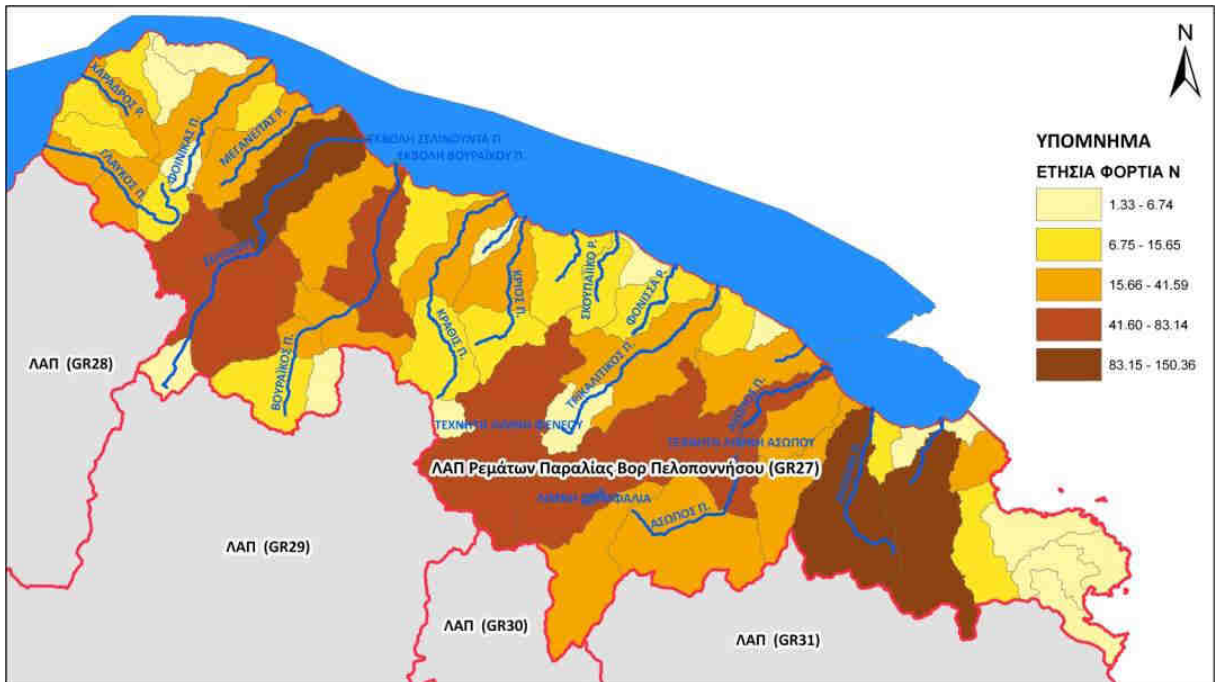 N
ΥΠΟΜΝΗΜΑ
ΕΤΗΣΙΑ ΦΟΡΤΙΑ Ν
1.33 - 6.74
6.75 - 15.65
15.66 - 41.59
41.60 - 83.14
83.15 - 150.36
ΧΑΡΑΔΡΟΣ Ρ.
ΦΟΙΝΙΚΑΣ Π.
ΜΕΓΑΝΕΙΤΑΣ Ρ.
ΓΛΑΥΚΟΣ Π.
ΕΚΒΟΛΗ ΣΕΛΙΝΟΥΝΤΑ Π.
ΕΚΒΟΛΗ ΒΟΥΡΑΪΚΟΥ Π.
ΚΡΑΘΙΣ Π.
ΚΡΙΟΣ Π.
ΣΚΟΥΠΑΙΙΚΟ Ρ.
ΦΟΝΙΣΣΑ Ρ.
ΒΟΥΡΑΪΚΟΣ Π.
ΤΡΙΚΑΛΙΤΙΚΟΣ Π.
ΑΣΩΠΟΣ Π.
ΤΕΧΝΗΤΗ ΛΙΜΝΗ ΦΕΝΕΟΥ
ΤΕΧΝΗΤΗ ΛΙΜΝΗ ΑΣΩΠΟΥ
ΛΑΠ Ρεμάτων Παραλίας Βορ Πελοποννήσου (GR27)
ΛΙΜΝΗ
ΑΣΩΠΟΣ Π.
ΛΑΠ (GR28)
ΛΑΠ (GR29)
ΛΑΠ (GR30)
ΛΑΠ (GR31)